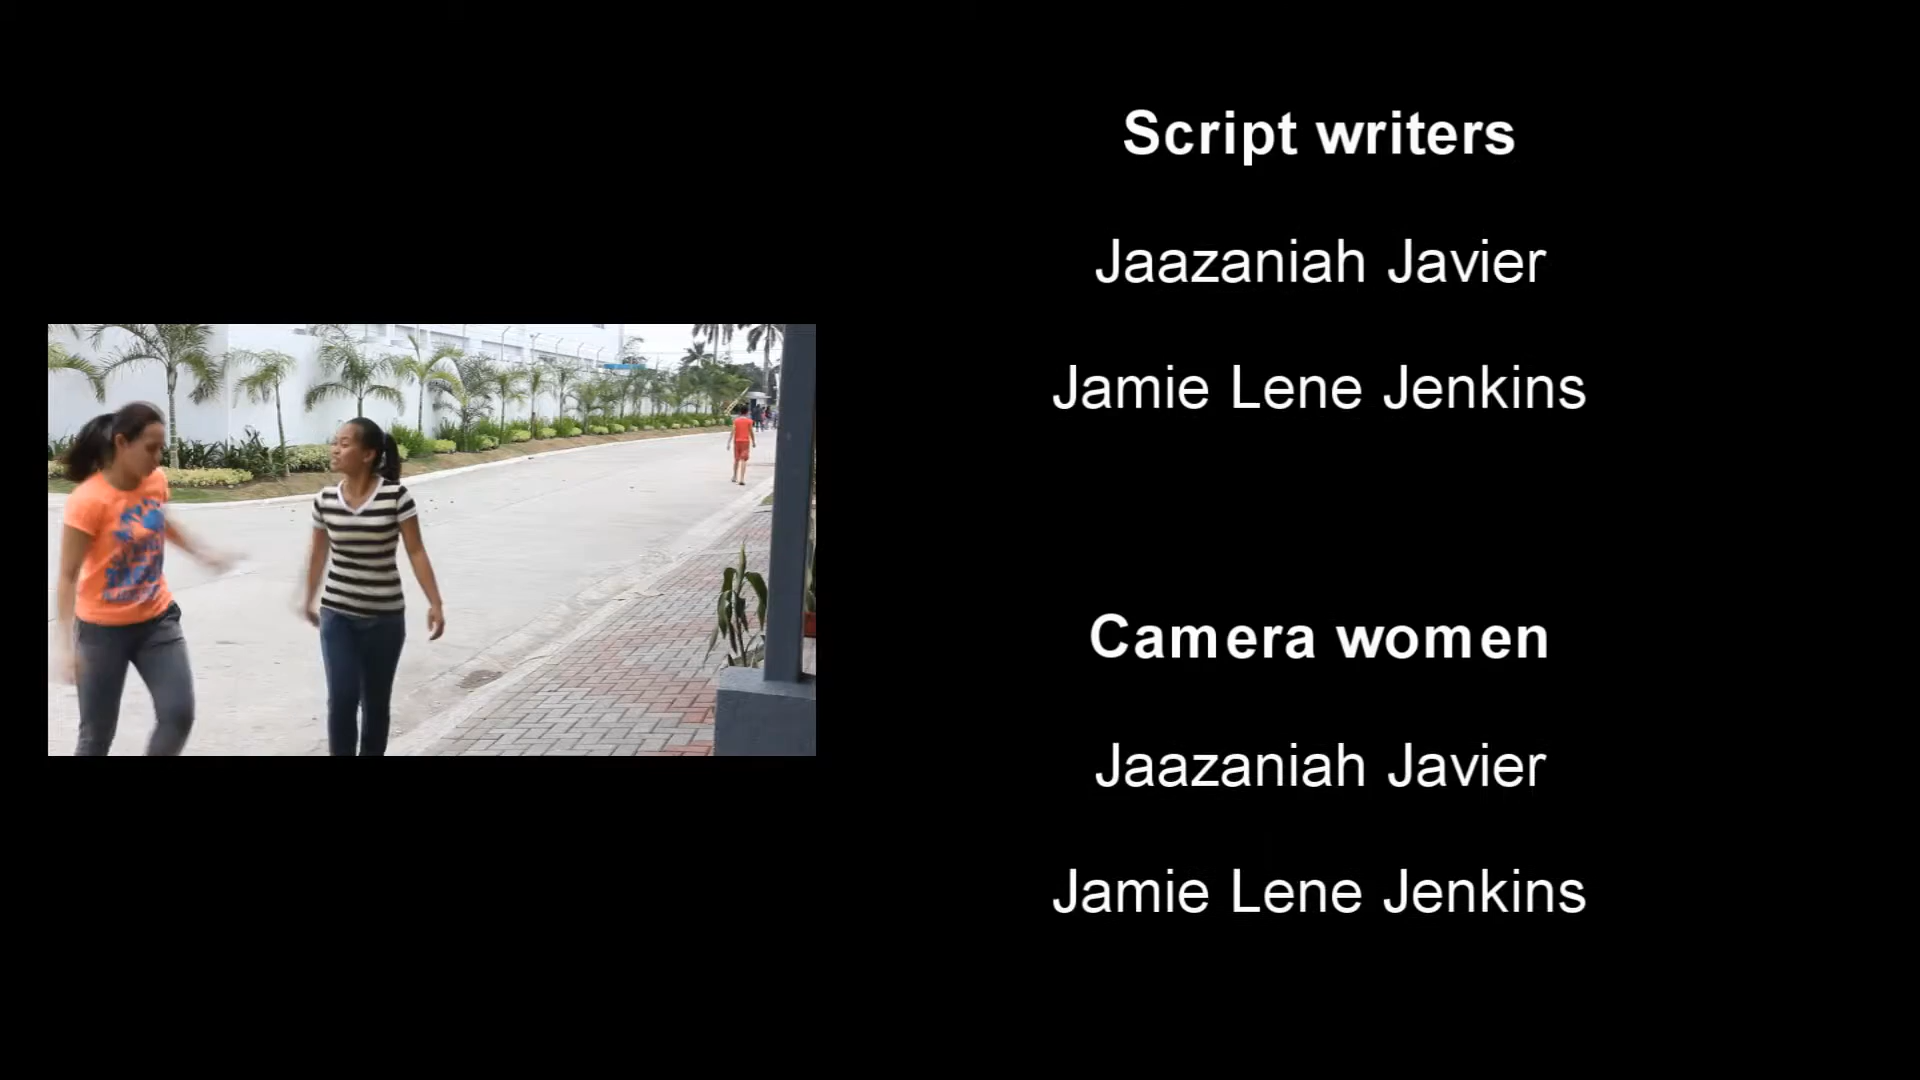 Script writers
Jaazaniah Javier
Jamie Lene Jenkins
Camera women
Jaazaniah Javier
Jamie Lene Jenkins